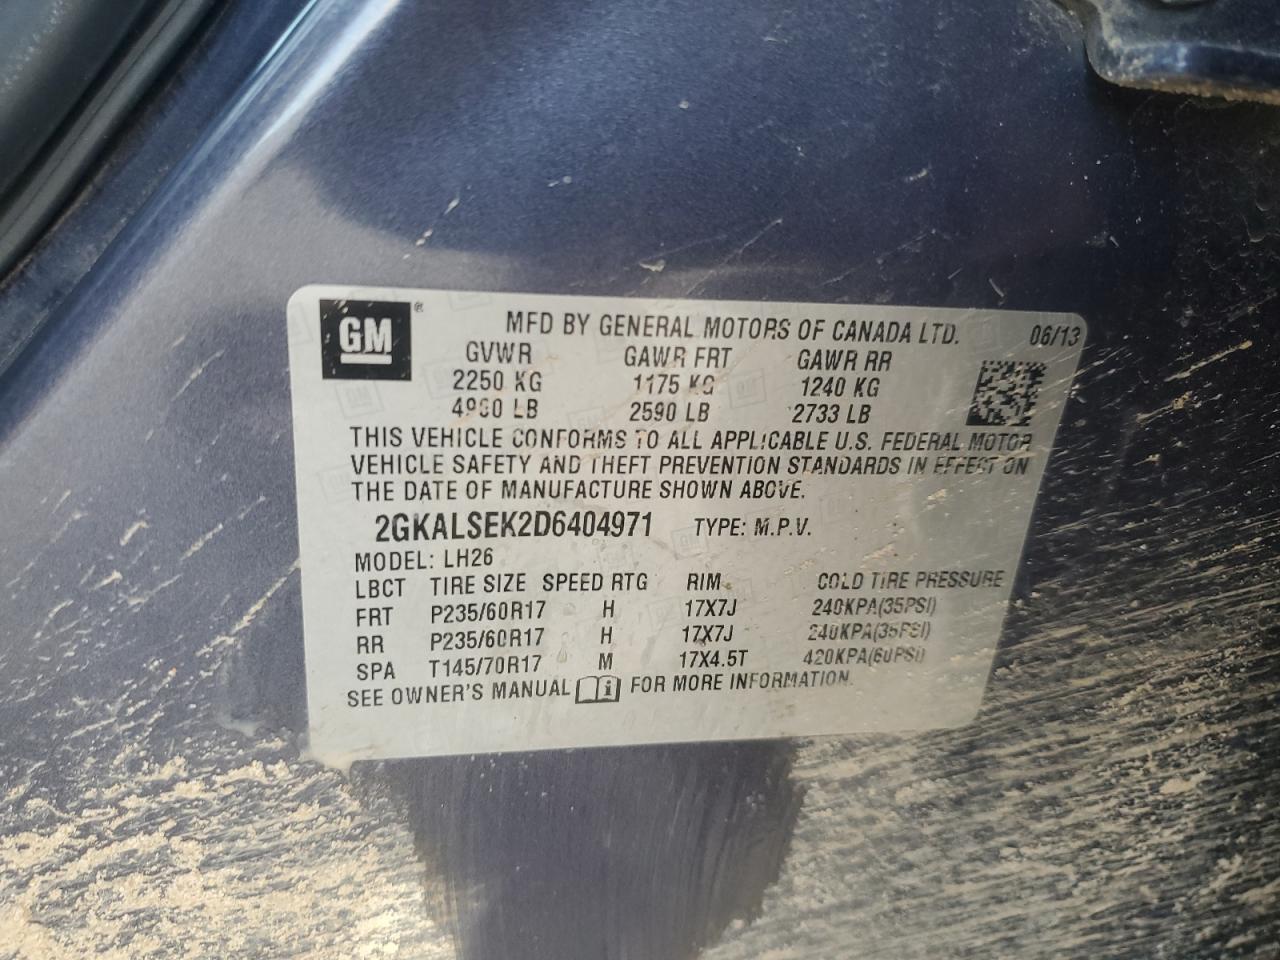 GM®
MFD BY GENERAL MOTORS OF CANADA LTD. 06/13
GVWR GAWR FRT GAWR RR
2250 KG 1175 KG 1240 KG
4960 LB 2590 LB 2733 LB
THIS VEHICLE CONFORMS TO ALL APPLICABLE U.S. FEDERAL MOTOR
VEHICLE SAFETY AND THEFT PREVENTION STANDARDS IN EFFECT ON
THE DATE OF MANUFACTURE SHOWN ABOVE.
2GKALSEK2D6404971 TYPE: M.P.V.
MODEL: LH26
LBCT TIRE SIZE SPEED RTG RIM COLD TIRE PRESSURE
FRT P235/60R17 H 17X7J 240KPA(35PSI)
RR P235/60R17 H 17X7J 240KPA(35PSI)
SPA T145/70R17 M 17X4.5T 420KPA(60PSI)
SEE OWNER'S MANUAL FOR MORE INFORMATION.